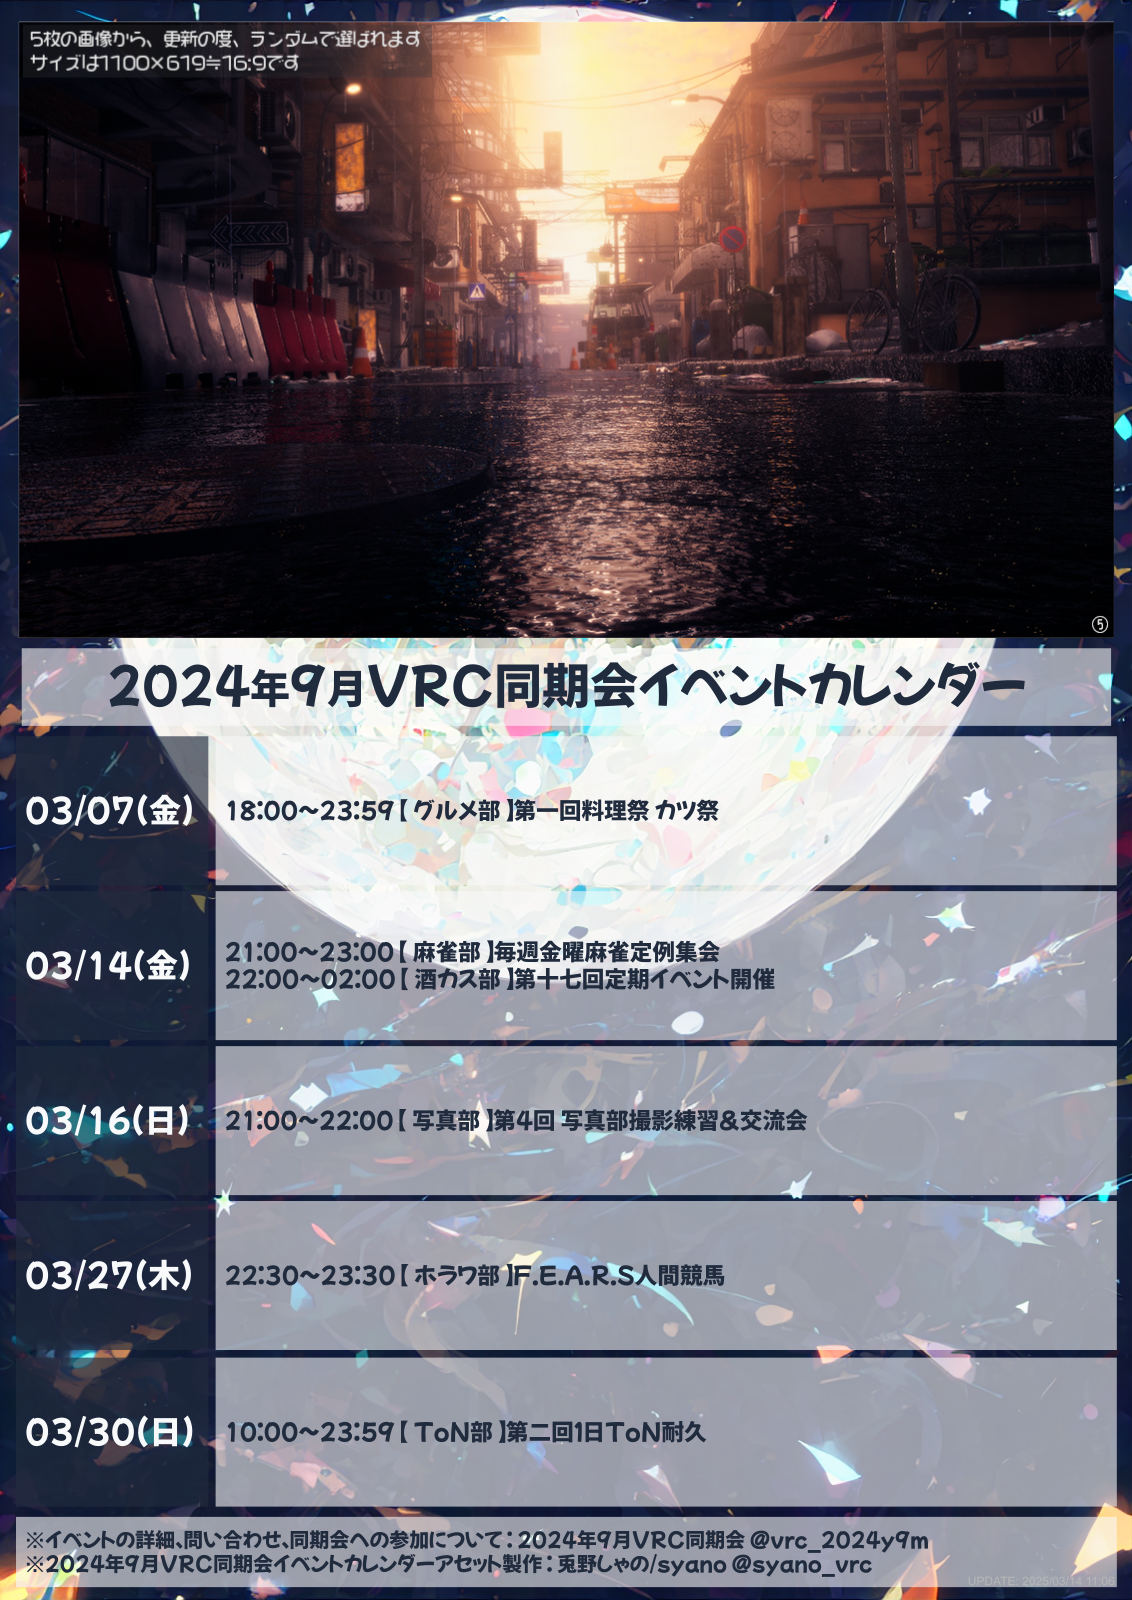 5枚の画像から、更新の度、ランダムで選ばれます
サイズは1100×619≒16:9です
⑤
2024年9月VRC同期会イベントカレンダー
03/07(金)
18:00～23:59【 グルメ部 】第一回料理祭 カツ祭
03/14(金)
21:00～23:00【 麻雀部 】毎週金曜麻雀定例集会
22:00～02:00【 酒カス部 】第十七回定期イベント開催
03/16(日)
21:00～22:00【 写真部 】第4回 写真部撮影練習&交流会
03/27(木)
22:30～23:30【 ホラワ部 】F.E.A.R.S人間競馬
03/30(日)
10:00～23:59【 ToN部 】第二回1日ToN耐久
※イベントの詳細、問い合わせ、同期会への参加について：2024年9月VRC同期会 @vrc_2024y9m
※2024年9月VRC同期会イベントカレンダーアセット製作：兎野しゃの/syano @syano_vrc
UPDATE: 2025/03/14 11:06